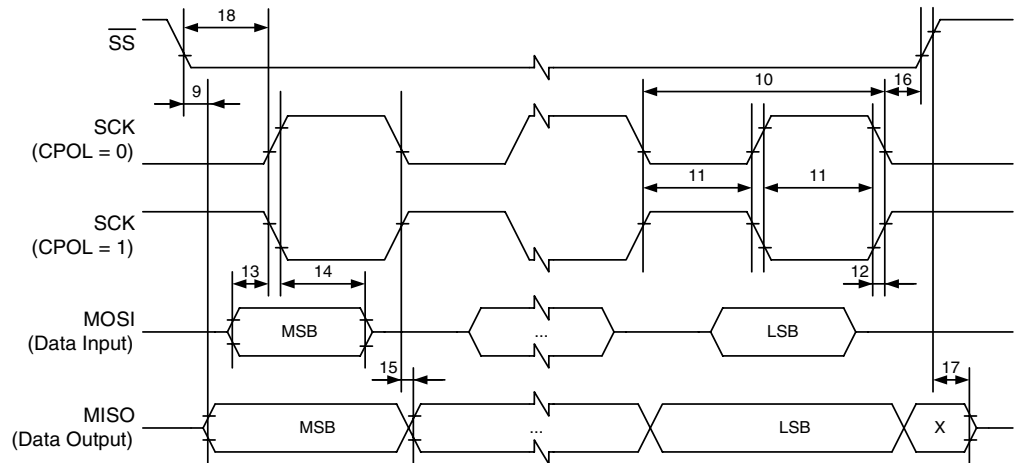 18
SS
10
9
16
SCK
(CPOL = 0)
11
11
SCK
(CPOL = 1)
13
14
12
MOSI
(Data Input)
MSB
...
LSB
15
17
MISO
(Data Output)
MSB
...
LSB
X